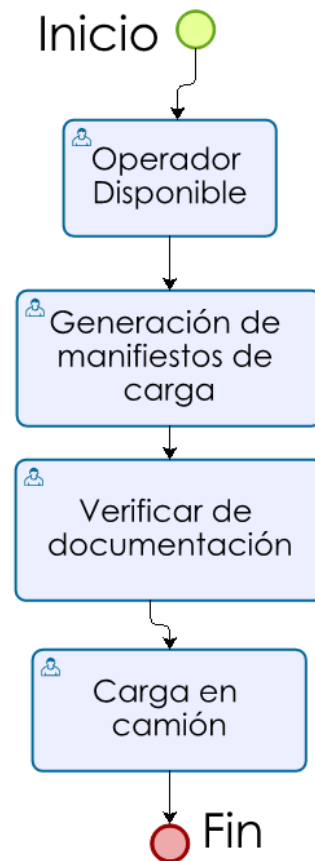 Inicio
Operador
Disponible
Generación de
manifiestos de
carga
Verificar de
documentación
Carga en
camión
Fin